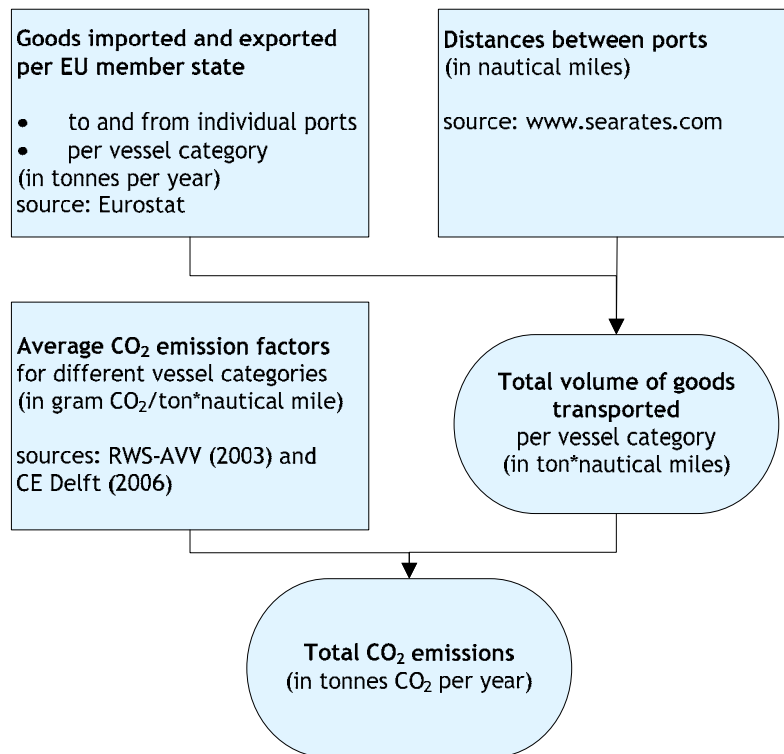 Goods imported and exported
per EU member state
• to and from individual ports
• per vessel category
(in tonnes per year)
source: Eurostat
Distances between ports
(in nautical miles)
source: www.searates.com
Average CO₂ emission factors
for different vessel categories
(in gram CO₂/ton*nautical mile)
sources: RWS-AVV (2003) and
CE Delft (2006)
Total volume of goods
transported
per vessel category
(in ton*nautical miles)
Total CO₂ emissions
(in tonnes CO₂ per year)